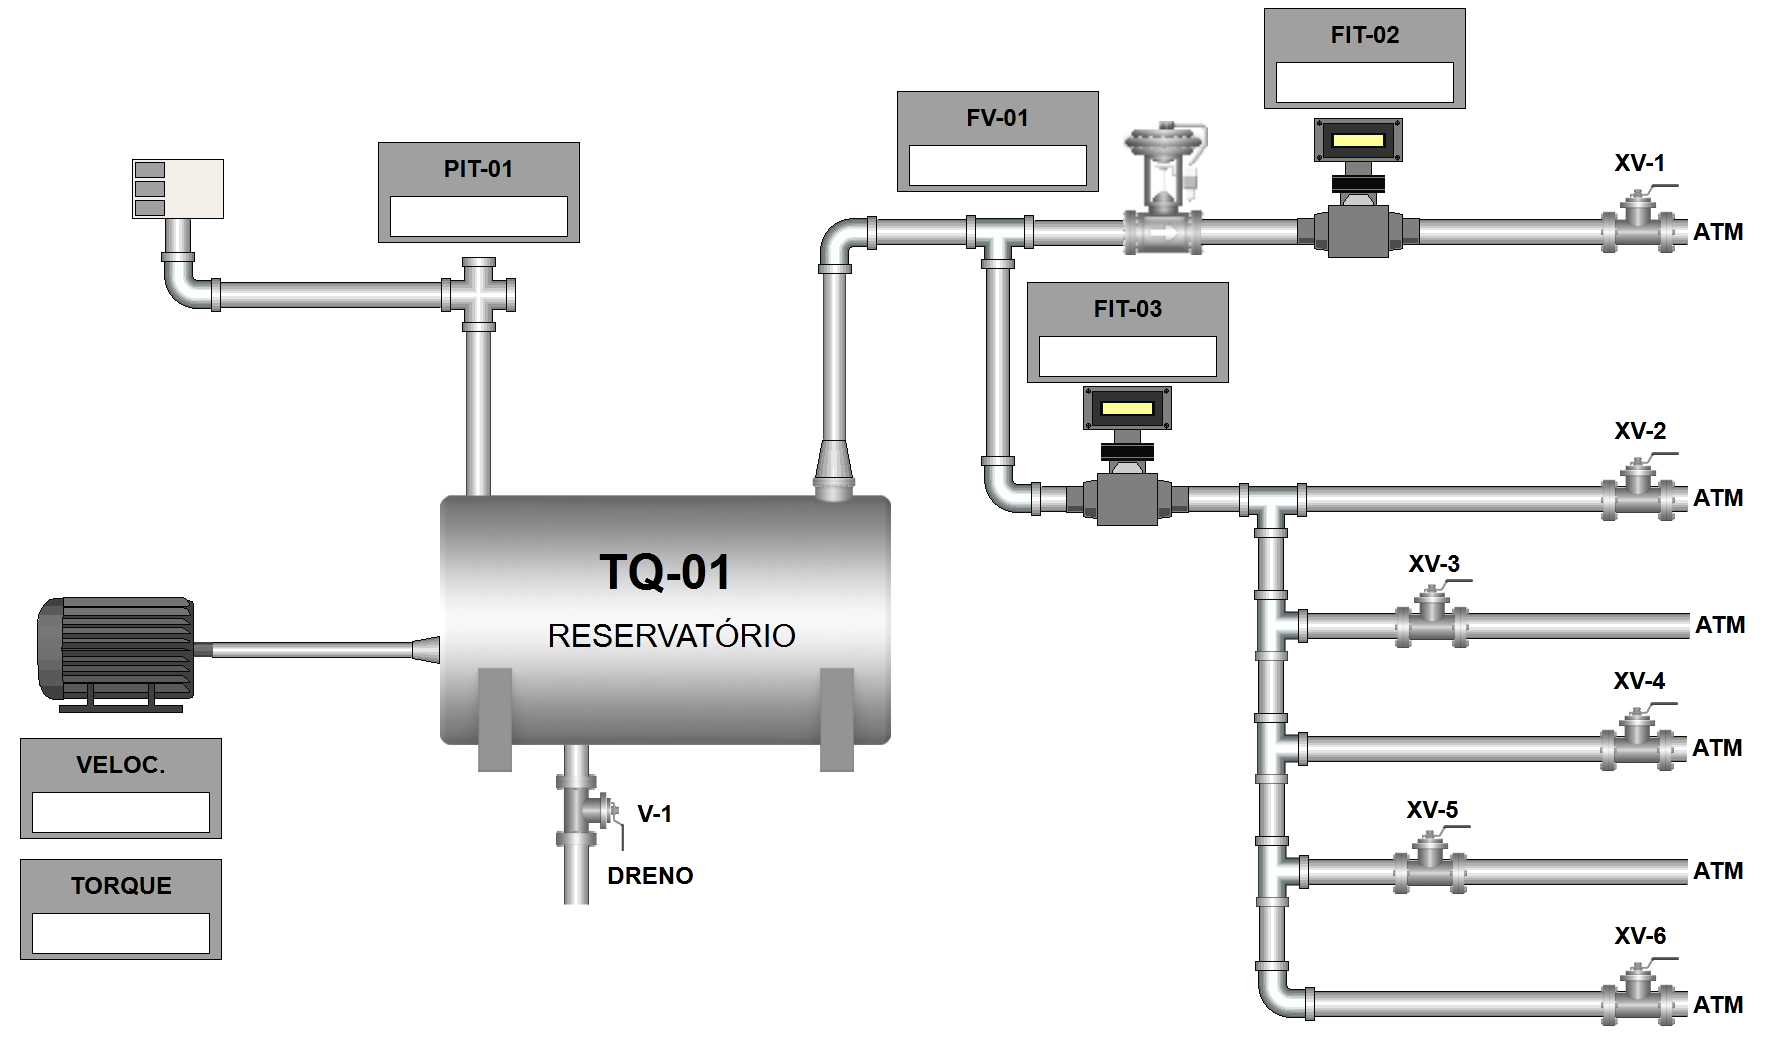 FIT-02
FV-01
PIT-01
XV-1
ATM
FIT-03
XV-2
ATM
TQ-01
RESERVATÓRIO
XV-3
ATM
XV-4
ATM
VELOC.
V-1
XV-5
ATM
DRENO
TORQUE
XV-6
ATM